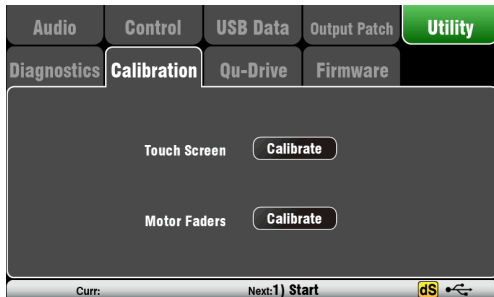 Audio Control USB Data Output Patch Utility
Diagnostics Calibration Qu-Drive Firmware
Touch Screen Calibrate
Motor Faders Calibrate
Curr: Next:1) Start dS